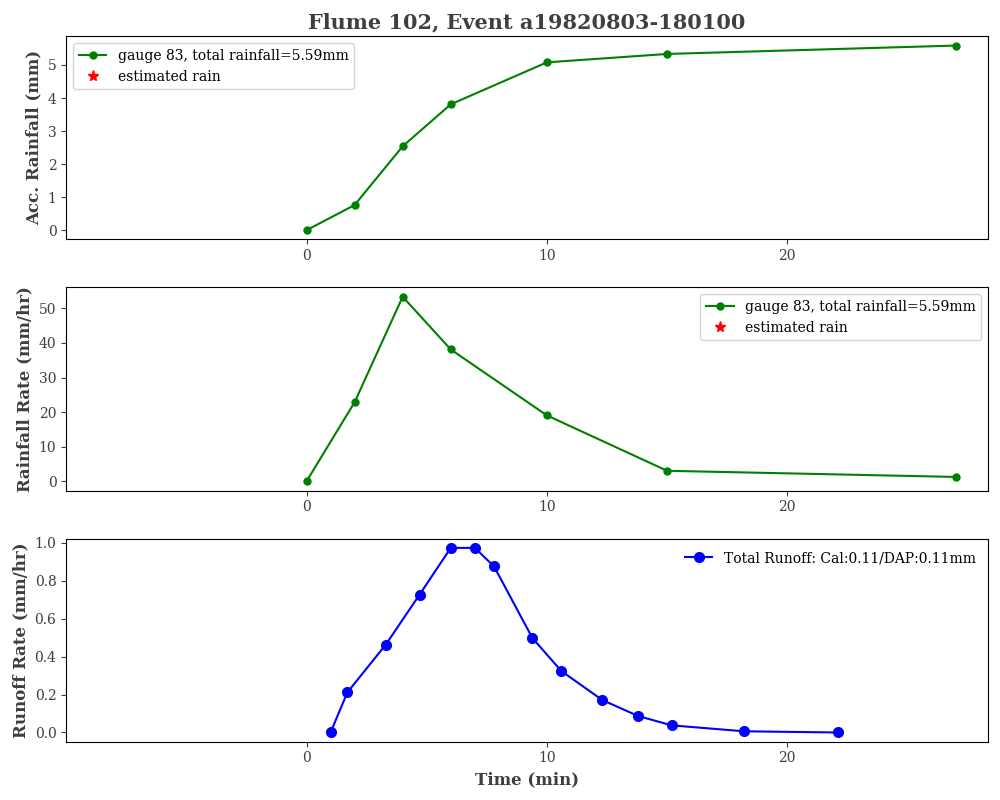 Flume 102, Event a19820803-180100
gauge 83, total rainfall=5.59mm
estimated rain
Acc. Rainfall (mm)
5
4
3
2
1
0
0 10 20
gauge 83, total rainfall=5.59mm
estimated rain
Rainfall Rate (mm/hr)
50
40
30
20
10
0
0 10 20
Total Runoff: Cal:0.11/DAP:0.11mm
Runoff Rate (mm/hr)
1.0
0.8
0.6
0.4
0.2
0.0
0 10 20
Time (min)